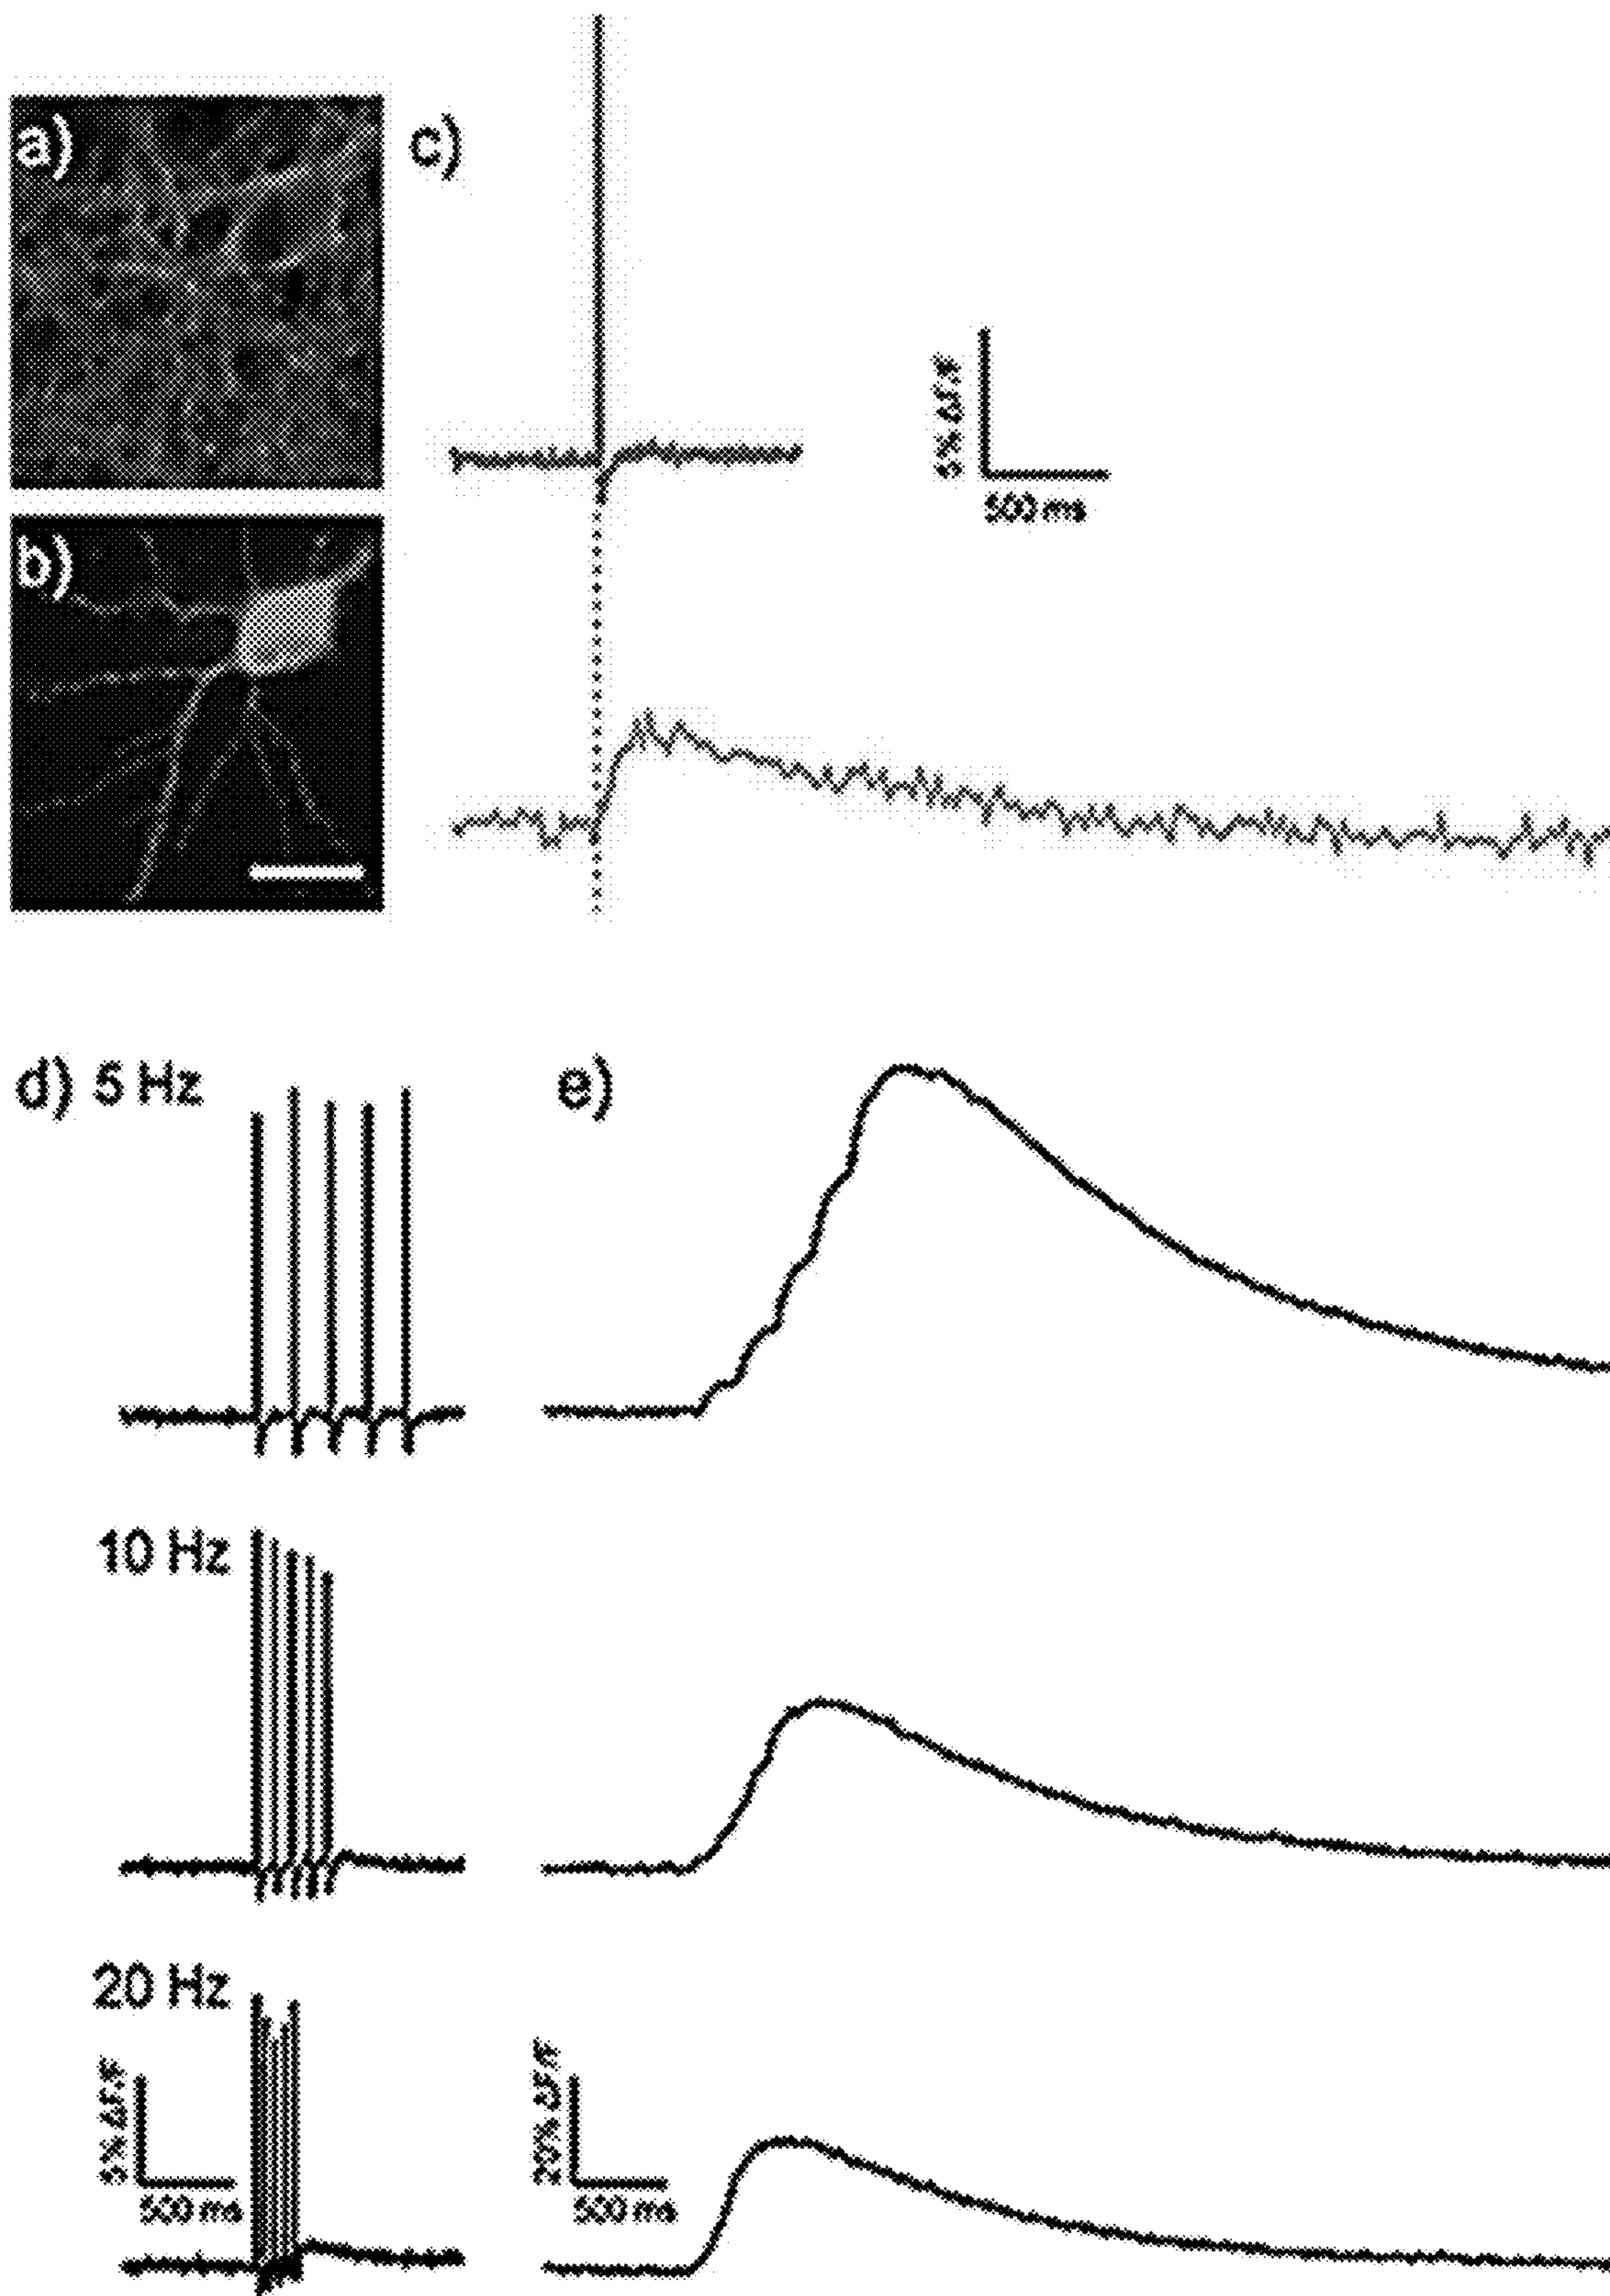 a)
c)
5% ΔF/F
500 ms
b)
d) 5 Hz
e)
10 Hz
20 Hz
5% ΔF/F
500 ms
20% ΔF/F
500 ms